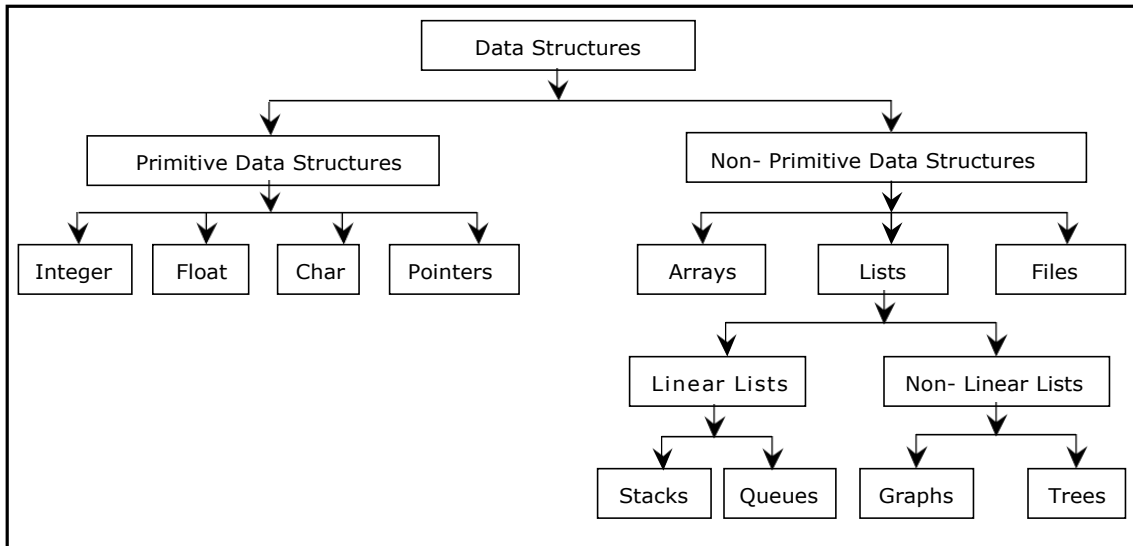 Data Structures
Primitive Data Structures
Non- Primitive Data Structures
Integer
Float
Char
Pointers
Arrays
Lists
Files
Linear Lists
Non- Linear Lists
Stacks
Queues
Graphs
Trees